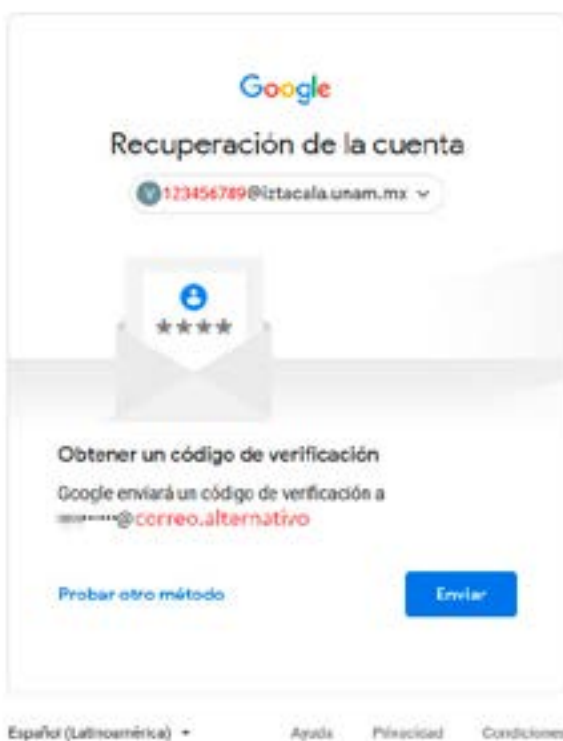 Google
Recuperación de la cuenta
V 123456789@iztacala.unam.mx
****
Obtener un código de verificación
Google enviará un código de verificación a
@correo.alternativo
Probar otro método
Enviar
Español (Latinoamérica)
Ayuda
Privacidad
Condiciones